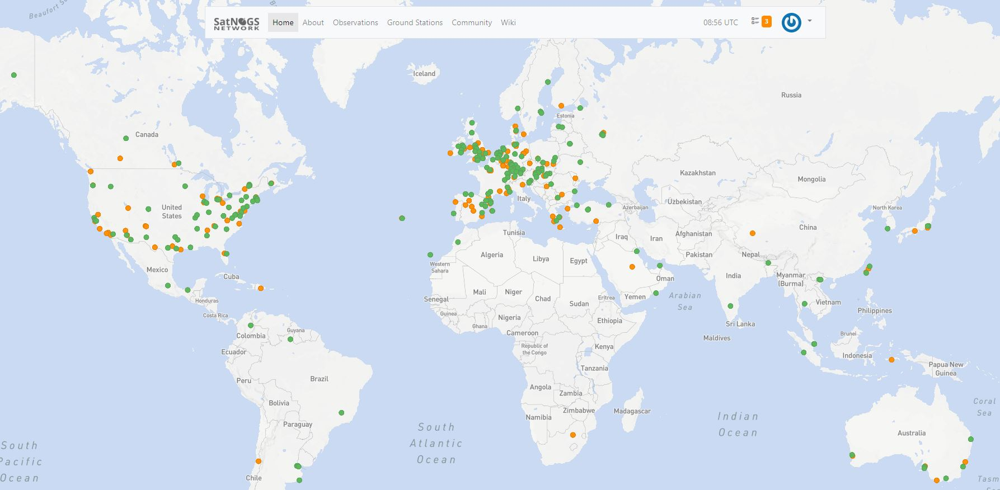 Beaufort
SatNOGS
NETWORK
Home
About
Observations
Ground Stations
Community
Wiki
08:56 UTC
3
Iceland
Russia
Estonia
Canada
Kazakhstan
Mongolia
United
States
Italy
Uzbekistan
Azerbaijan
North Korea
China
Tunisia
Afghanistan
Iraq
Iran
Algeria
Libya
Egypt
Pakistan
Nepal
Western
Sahara
Mexico
Cuba
India
Myanmar
(Burma)
Oman
Mali
Niger
Chad
Sudan
Eritrea
Yemen
Arabian
Sea
Senegal
Honduras
Vietnam
Philippines
Costa Rica
Guinea
Nigeria
Ghana
Ethiopia
Sri Lanka
Guyana
Colombia
Cameroon
Brunei
Maldives
Republic of
the Congo
Kenya
Ecuador
Indonesia
Tanzania
Papua New
Guinea
Peru
Brazil
Angola
Zambia
Bolivia
Coral
Sea
Zimbabwe
Namibia
Madagascar
Indian
Ocean
Paraguay
South
Atlantic
Ocean
Australia
South
Pacific
Ocean
Chile
Tasm